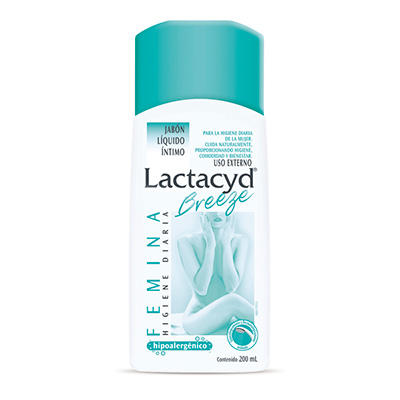 JABÓN
LÍQUIDO
ÍNTIMO
PARA LA HIGIENE DIARIA
DE LA MUJER.
CUIDA NATURALMENTE,
PROPORCIONANDO HIGIENE,
COMODIDAD Y BIENESTAR.
USO EXTERNO
Lactacyd®
Breeze
FEMINA
HIGIENE DIARIA
hipoalergénico
Contenido 200 mL